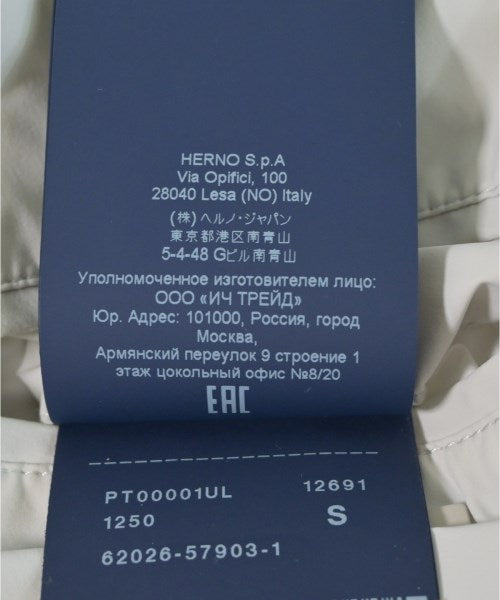 HERNO S.p.A
Via Opifici, 100
28040 Lesa (NO) Italy
(株)ヘルノ・ジャパン
東京都港区南青山
5-4-48 Gビル南青山
Уполномоченное изготовителем лицо:
ООО «ИЧ ТРЕЙД»
Юр. Адрес: 101000, Россия, город
Москва,
Армянский переулок 9 строение 1
этаж цокольный офис №8/20
EAC
PT00001UL 12691
1250 S
62026-57903-1